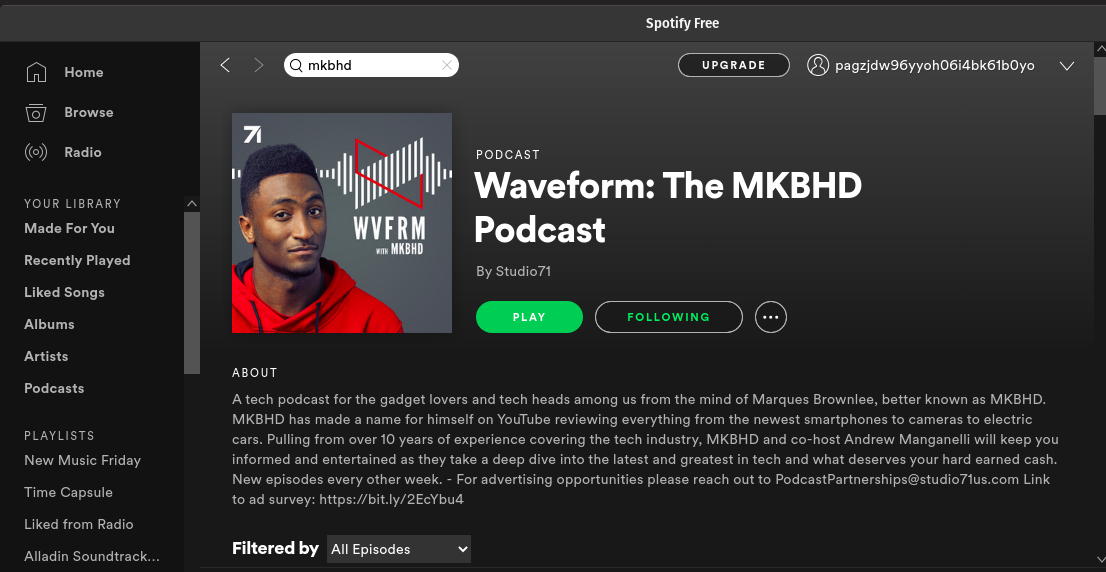 Spotify Free
Home
Browse
Radio
YOUR LIBRARY
Made For You
Recently Played
Liked Songs
Albums
Artists
Podcasts
PLAYLISTS
New Music Friday
Time Capsule
Liked from Radio
Alladin Soundtrack...
mkbhd
UPGRADE
pagzjdw96yyoh06i4bk61b0yo
71
WVFRM
WITH MKBHD
PODCAST
Waveform: The MKBHD
Podcast
By Studio71
PLAY
FOLLOWING
ABOUT
A tech podcast for the gadget lovers and tech heads among us from the mind of Marques Brownlee, better known as MKBHD.
MKBHD has made a name for himself on YouTube reviewing everything from the newest smartphones to cameras to electric
cars. Pulling from over 10 years of experience covering the tech industry, MKBHD and co-host Andrew Manganelli will keep you
informed and entertained as they take a deep dive into the latest and greatest in tech and what deserves your hard earned cash.
New episodes every other week. - For advertising opportunities please reach out to PodcastPartnerships@studio71us.com Link
to ad survey: https://bit.ly/2EcYbu4
Filtered by
All Episodes